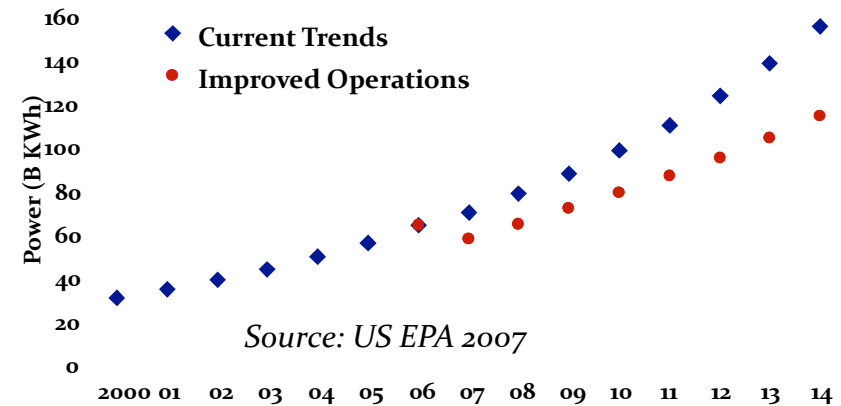 160
140
120
100
80
60
40
20
0
Power (B KWh)
Current Trends
Improved Operations
Source: US EPA 2007
2000 01 02 03 04 05 06 07 08 09 10 11 12 13 14